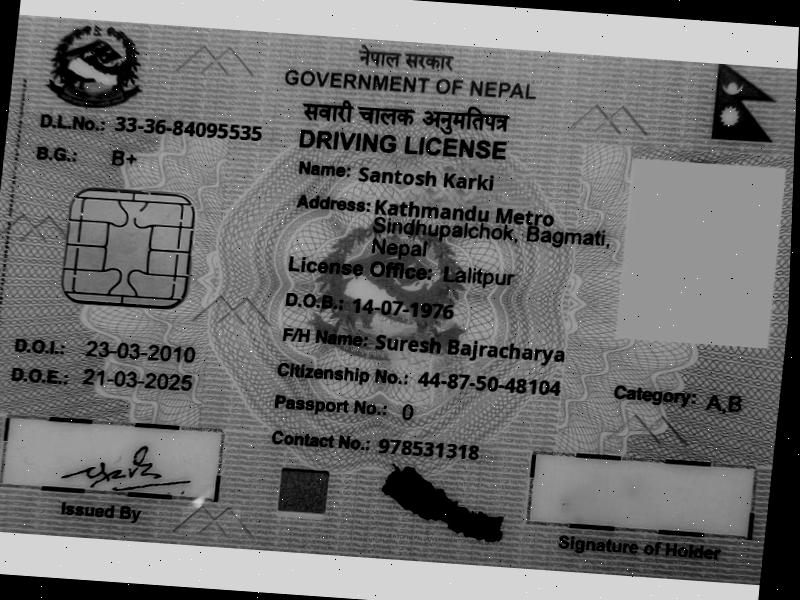 नेपाल सरकार
GOVERNMENT OF NEPAL
सवारी चालक अनुमतिपत्र
DRIVING LICENSE
D.L.No.: 33-36-84095535
B.G.: B+
Name: Santosh Karki
Address: Kathmandu Metro
Sindhupalchok, Bagmati,
Nepal
License Office: Lalitpur
D.O.B.: 14-07-1976
F/H Name: Suresh Bajracharya
D.O.I.: 23-03-2010
D.O.E.: 21-03-2025
Citizenship No.: 44-87-50-48104
Category: A,B
Passport No.: 0
Contact No.: 978531318
Issued By
Signature of Holder